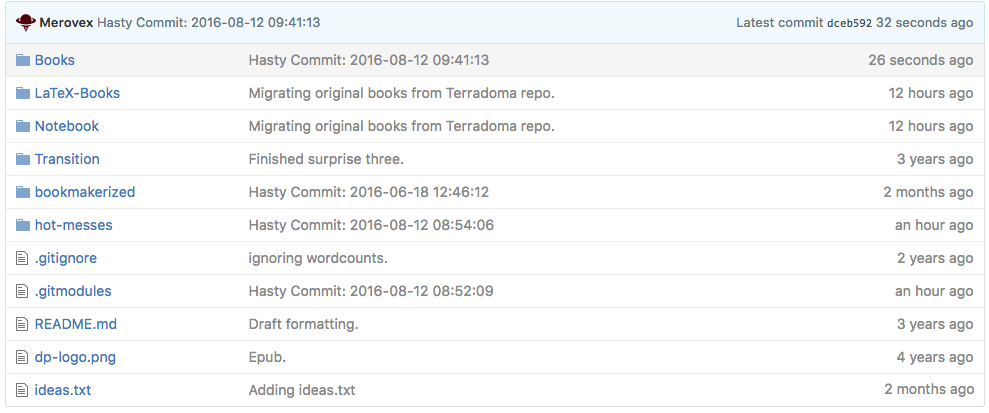 Merovex Hasty Commit: 2016-08-12 09:41:13 Latest commit dceb592 32 seconds ago
Books Hasty Commit: 2016-08-12 09:41:13 26 seconds ago
LaTeX-Books Migrating original books from Terradoma repo. 12 hours ago
Notebook Migrating original books from Terradoma repo. 12 hours ago
Transition Finished surprise three. 3 years ago
bookmakerized Hasty Commit: 2016-06-18 12:46:12 2 months ago
hot-messes Hasty Commit: 2016-08-12 08:54:06 an hour ago
.gitignore ignoring wordcounts. 2 years ago
.gitmodules Hasty Commit: 2016-08-12 08:52:09 an hour ago
README.md Draft formatting. 3 years ago
dp-logo.png Epub. 4 years ago
ideas.txt Adding ideas.txt 2 months ago